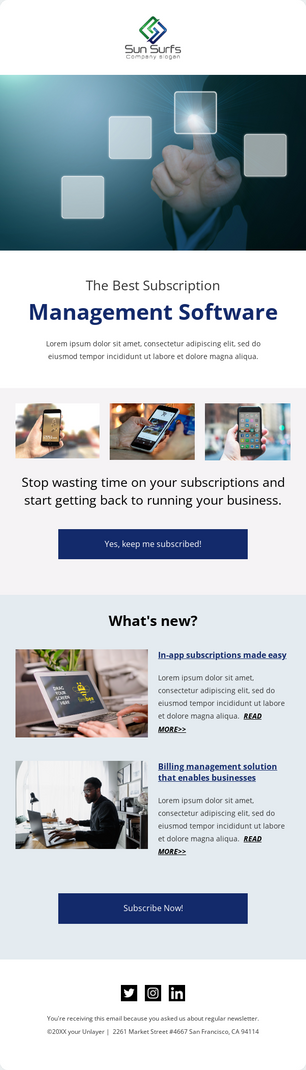 Sun Surfs
Company slogan
The Best Subscription
Management Software
Lorem ipsum dolor sit amet, consectetur adipiscing elit, sed do
eiusmod tempor incididunt ut labore et dolore magna aliqua.
Stop wasting time on your subscriptions and
start getting back to running your business.
Yes, keep me subscribed!
What's new?
In-app subscriptions made easy
Lorem ipsum dolor sit amet,
consectetur adipiscing elit, sed do
eiusmod tempor incididunt ut labore
et dolore magna aliqua. READ
MORE>>
DRAG
YOUR
SCREEN
HERE
Billing management solution
that enables businesses
Lorem ipsum dolor sit amet,
consectetur adipiscing elit, sed do
eiusmod tempor incididunt ut labore
et dolore magna aliqua. READ
MORE>>
Subscribe Now!
You're receiving this email because you asked us about regular newsletter.
©20XX your Unlayer | 2261 Market Street #4667 San Francisco, CA 94114